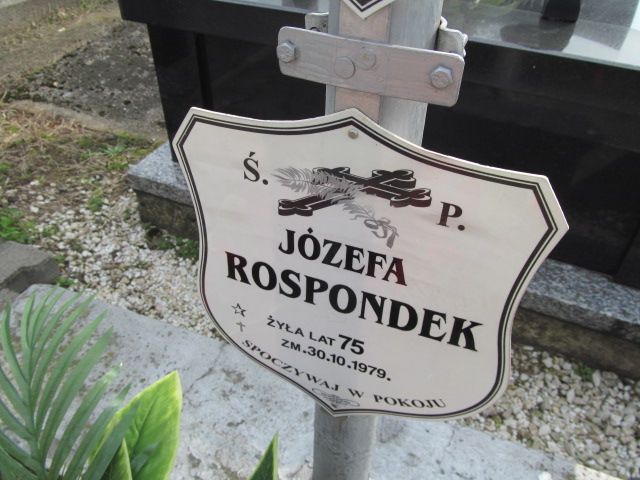 Ś. P.
JÓZEFA
ROSPONDEK
ŻYŁA LAT 75
ZM. 30.10.1979.
SPOCZYWAJ W POKOJU